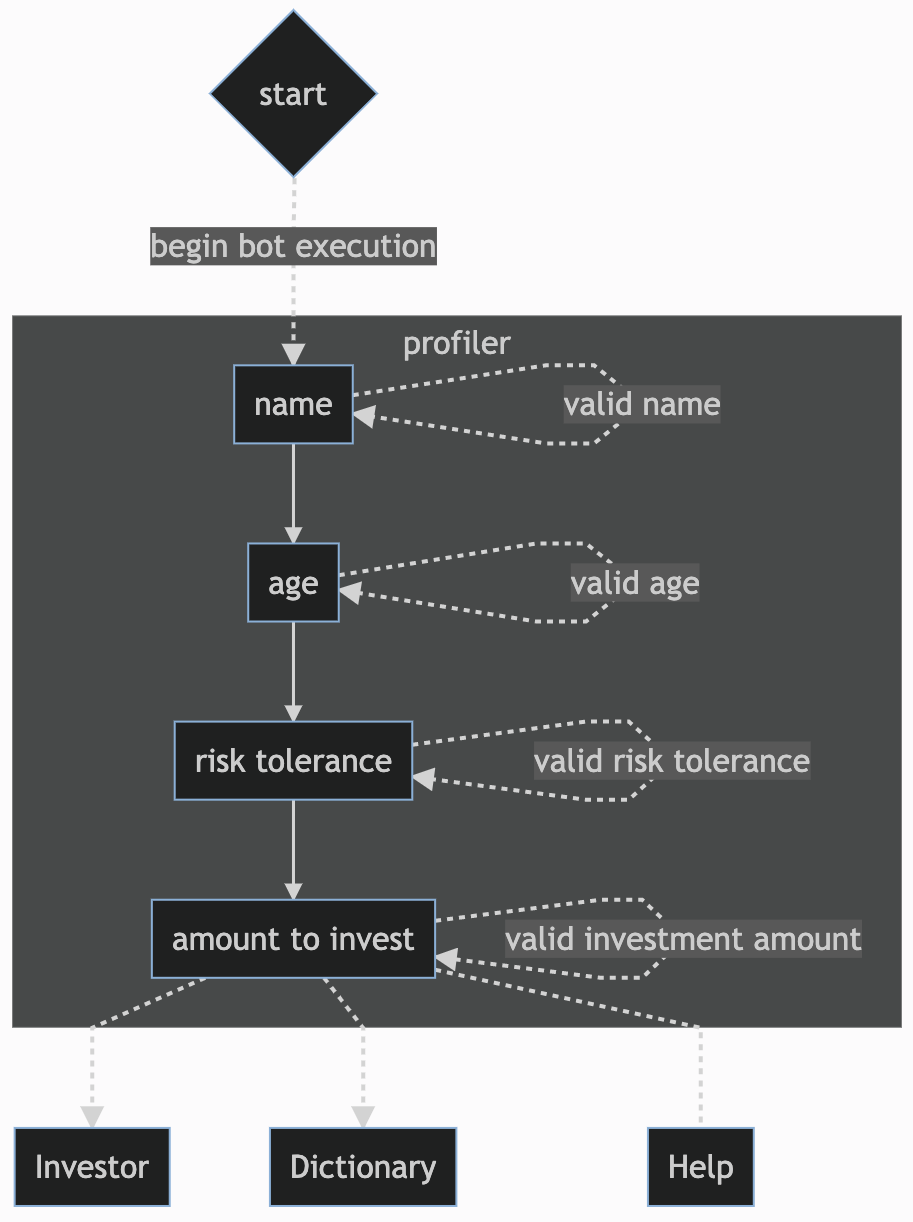 start
begin bot execution
profiler
name
valid name
age
valid age
risk tolerance
valid risk tolerance
amount to invest
valid investment amount
Investor
Dictionary
Help